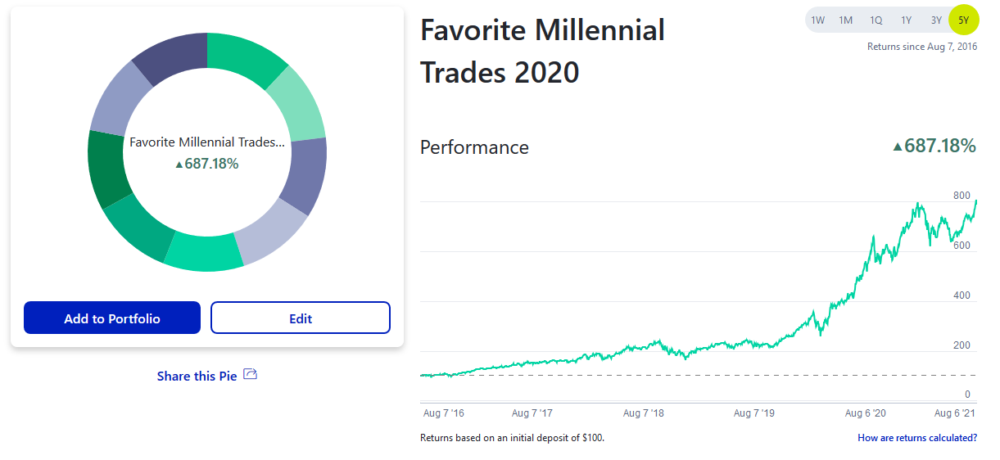 Favorite Millennial Trades...
▲687.18%
Add to Portfolio
Edit
Share this Pie
Favorite Millennial
Trades 2020
1W 1M 1Q 1Y 3Y 5Y
Returns since Aug 7, 2016
Performance
▲687.18%
800
600
400
200
0
Aug 7 '16 Aug 7 '17 Aug 7 '18 Aug 7 '19 Aug 6 '20 Aug 6 '21
Returns based on an initial deposit of $100.
How are returns calculated?